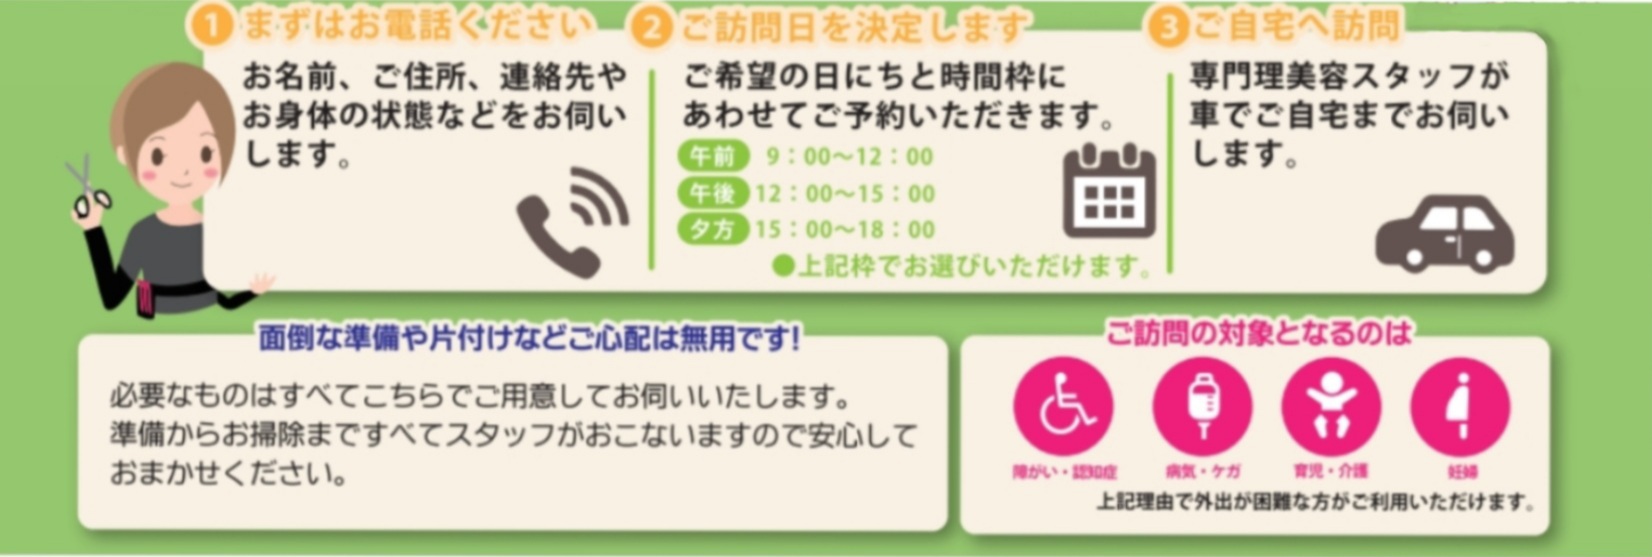 1 まずはお電話ください
お名前、ご住所、連絡先や
お身体の状態などをお伺い
します。
2 ご訪問日を決定します
ご希望の日にちと時間枠に
あわせてご予約いただきます。
午前 9：00〜12：00
午後 12：00〜15：00
夕方 15：00〜18：00
●上記枠でお選びいただけます。
3 ご自宅へ訪問
専門理美容スタッフが
車でご自宅までお伺い
します。
面倒な準備や片付けなどご心配は無用です!
必要なものはすべてこちらでご用意してお伺いいたします。
準備からお掃除まですべてスタッフがおこないますので安心して
おまかせください。
ご訪問の対象となるのは
障がい・認知症
病気・ケガ
育児・介護
妊婦
上記理由で外出が困難な方がご利用いただけます。